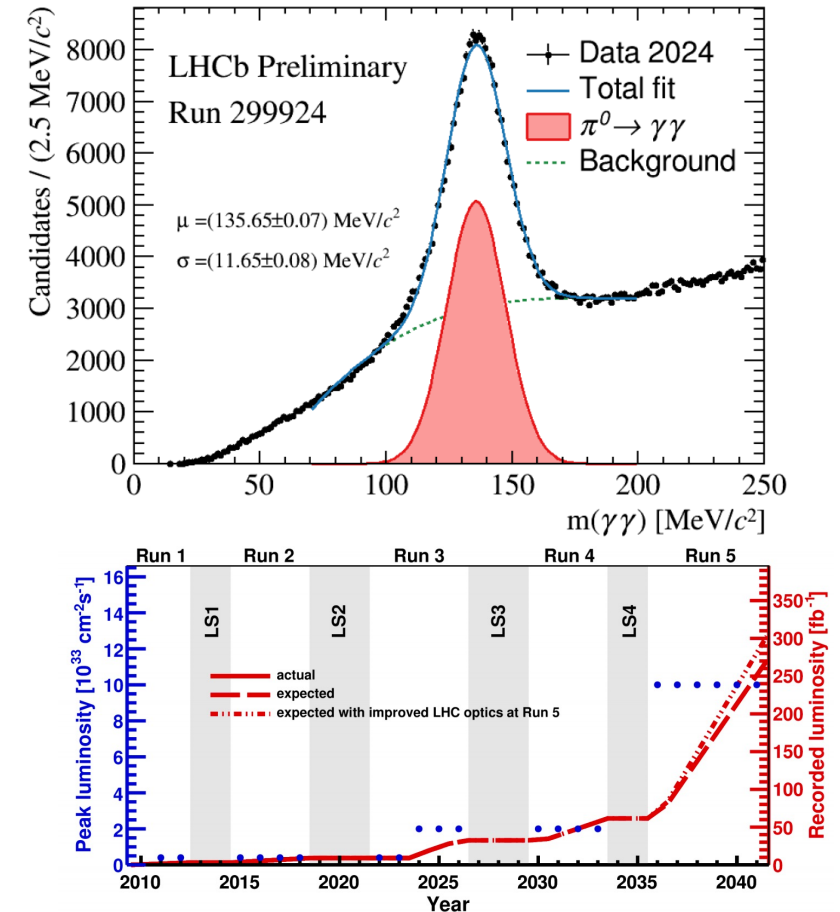 Candidates / (2.5 MeV/c²)
8000
7000
6000
5000
4000
3000
2000
1000
0
LHCb Preliminary
Run 299924
μ =(135.65±0.07) MeV/c²
σ =(11.65±0.08) MeV/c²
Data 2024
Total fit
π⁰→ γγ
Background
0 50 100 150 200 250
m(γγ) [MeV/c²]
Run 1 Run 2 Run 3 Run 4 Run 5
Peak luminosity [10³³ cm⁻²s⁻¹]
16
14
12
10
8
6
4
2
0
LS1 LS2 LS3 LS4
actual
expected
expected with improved LHC optics at Run 5
350
300
250
200
150
100
50
0
Recorded luminosity [fb⁻¹]
2010 2015 2020 2025 2030 2035 2040
Year